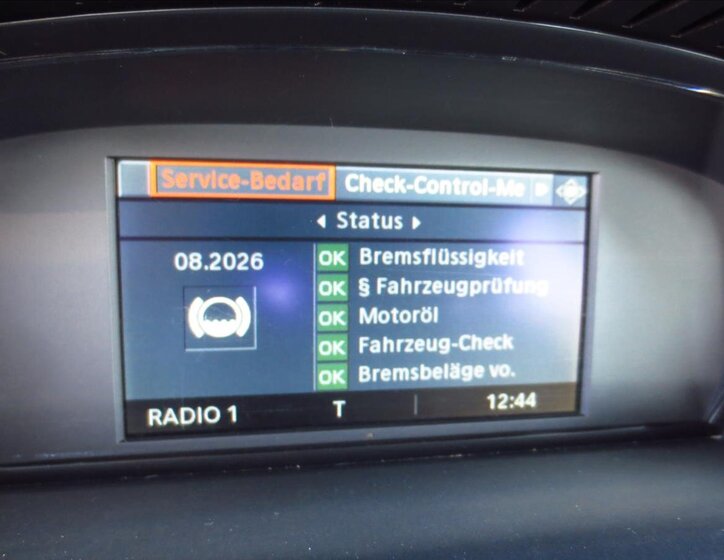 Service-Bedarf Check-Control-Me
Status
08.2026
OK Bremsflüssigkeit
OK § Fahrzeugprüfung
OK Motoröl
OK Fahrzeug-Check
OK Bremsbeläge vo.
RADIO 1 T 12:44